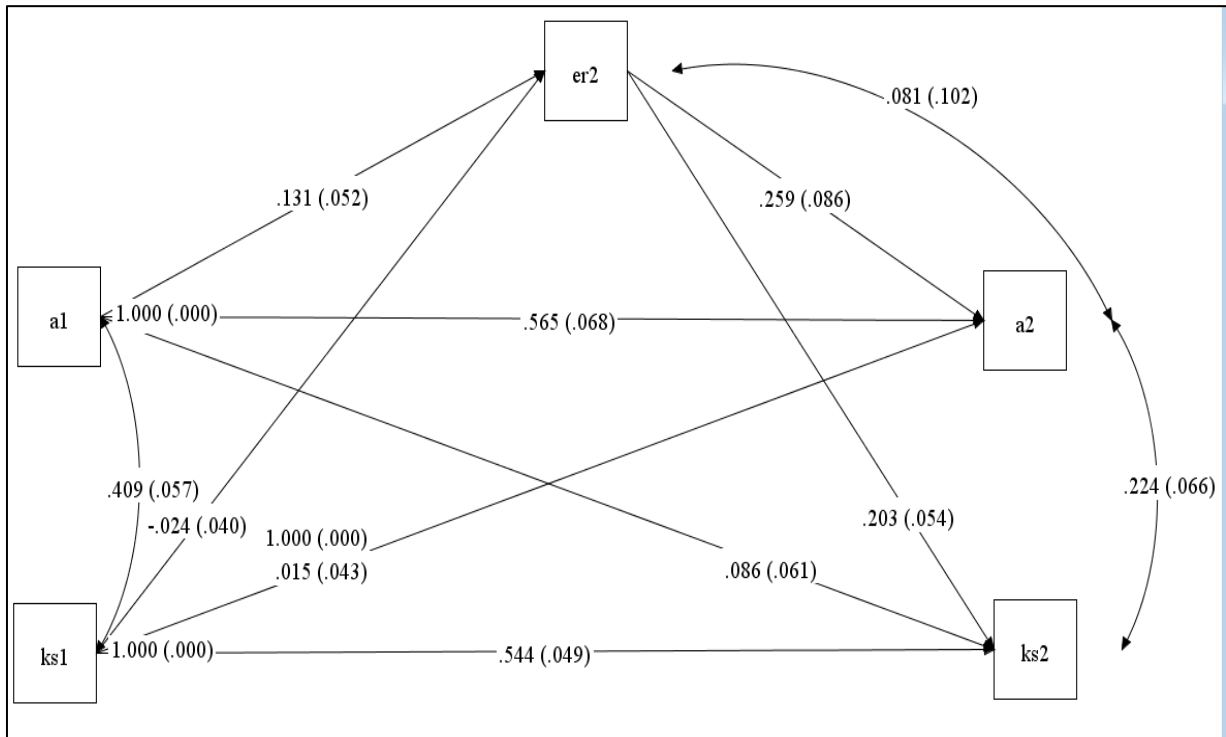 er2
.081 (.102)
.131 (.052)
.259 (.086)
a1
1.000 (.000)
.565 (.068)
a2
.409 (.057)
-.024 (.040)
1.000 (.000)
.015 (.043)
.203 (.054)
.224 (.066)
.086 (.061)
ks1
1.000 (.000)
.544 (.049)
ks2